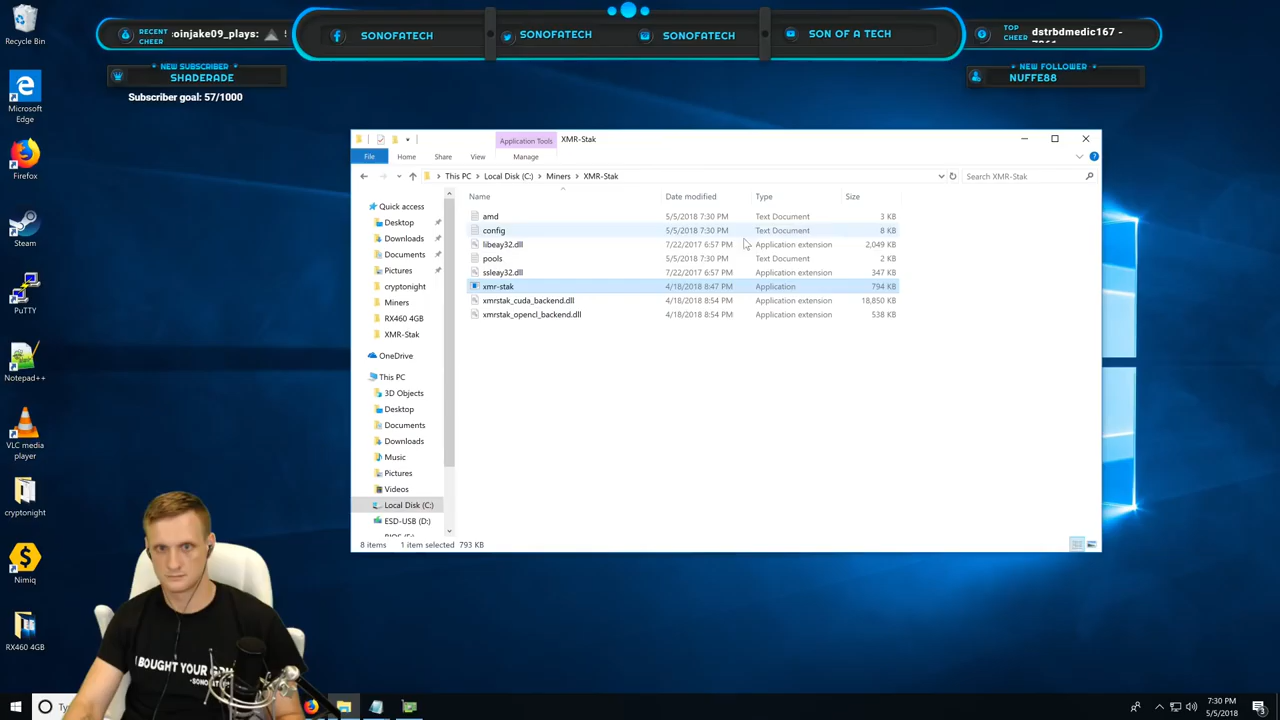 Recycle Bin
RECENT
CHEER
:oinjake09_plays:
SONOFATECH
SONOFATECH
SONOFATECH
SON OF A TECH
TOP
CHEER
dstrbdmedic167 -
NEW SUBSCRIBER
SHADERADE
Subscriber goal: 57/1000
NEW FOLLOWER
NUFFE88
Microsoft
Edge
Firefox
Steam
PuTTY
Notepad++
VLC media
player
cryptonight
Nimiq
RX460 4GB
Application Tools
XMR-Stak
File
Home
Share
View
Manage
This PC > Local Disk (C:) > Miners > XMR-Stak
Search XMR-Stak
Quick access
Desktop
Downloads
Documents
Pictures
cryptonight
Miners
RX460 4GB
XMR-Stak
OneDrive
This PC
3D Objects
Desktop
Documents
Downloads
Music
Pictures
Videos
Local Disk (C:)
ESD-USB (D:)
Name Date modified Type Size
amd 5/5/2018 7:30 PM Text Document 3 KB
config 5/5/2018 7:30 PM Text Document 8 KB
libeay32.dll 7/22/2017 6:57 PM Application extension 2,049 KB
pools 5/5/2018 7:30 PM Text Document 2 KB
ssleay32.dll 7/22/2017 6:57 PM Application extension 347 KB
xmr-stak 4/18/2018 8:47 PM Application 794 KB
xmrstak_cuda_backend.dll 4/18/2018 8:54 PM Application extension 18,850 KB
xmrstak_opencl_backend.dll 4/18/2018 8:54 PM Application extension 538 KB
8 items 1 item selected 793 KB
I BOUGHT YOUR
-SONOFA
Ty
7:30 PM
5/5/2018